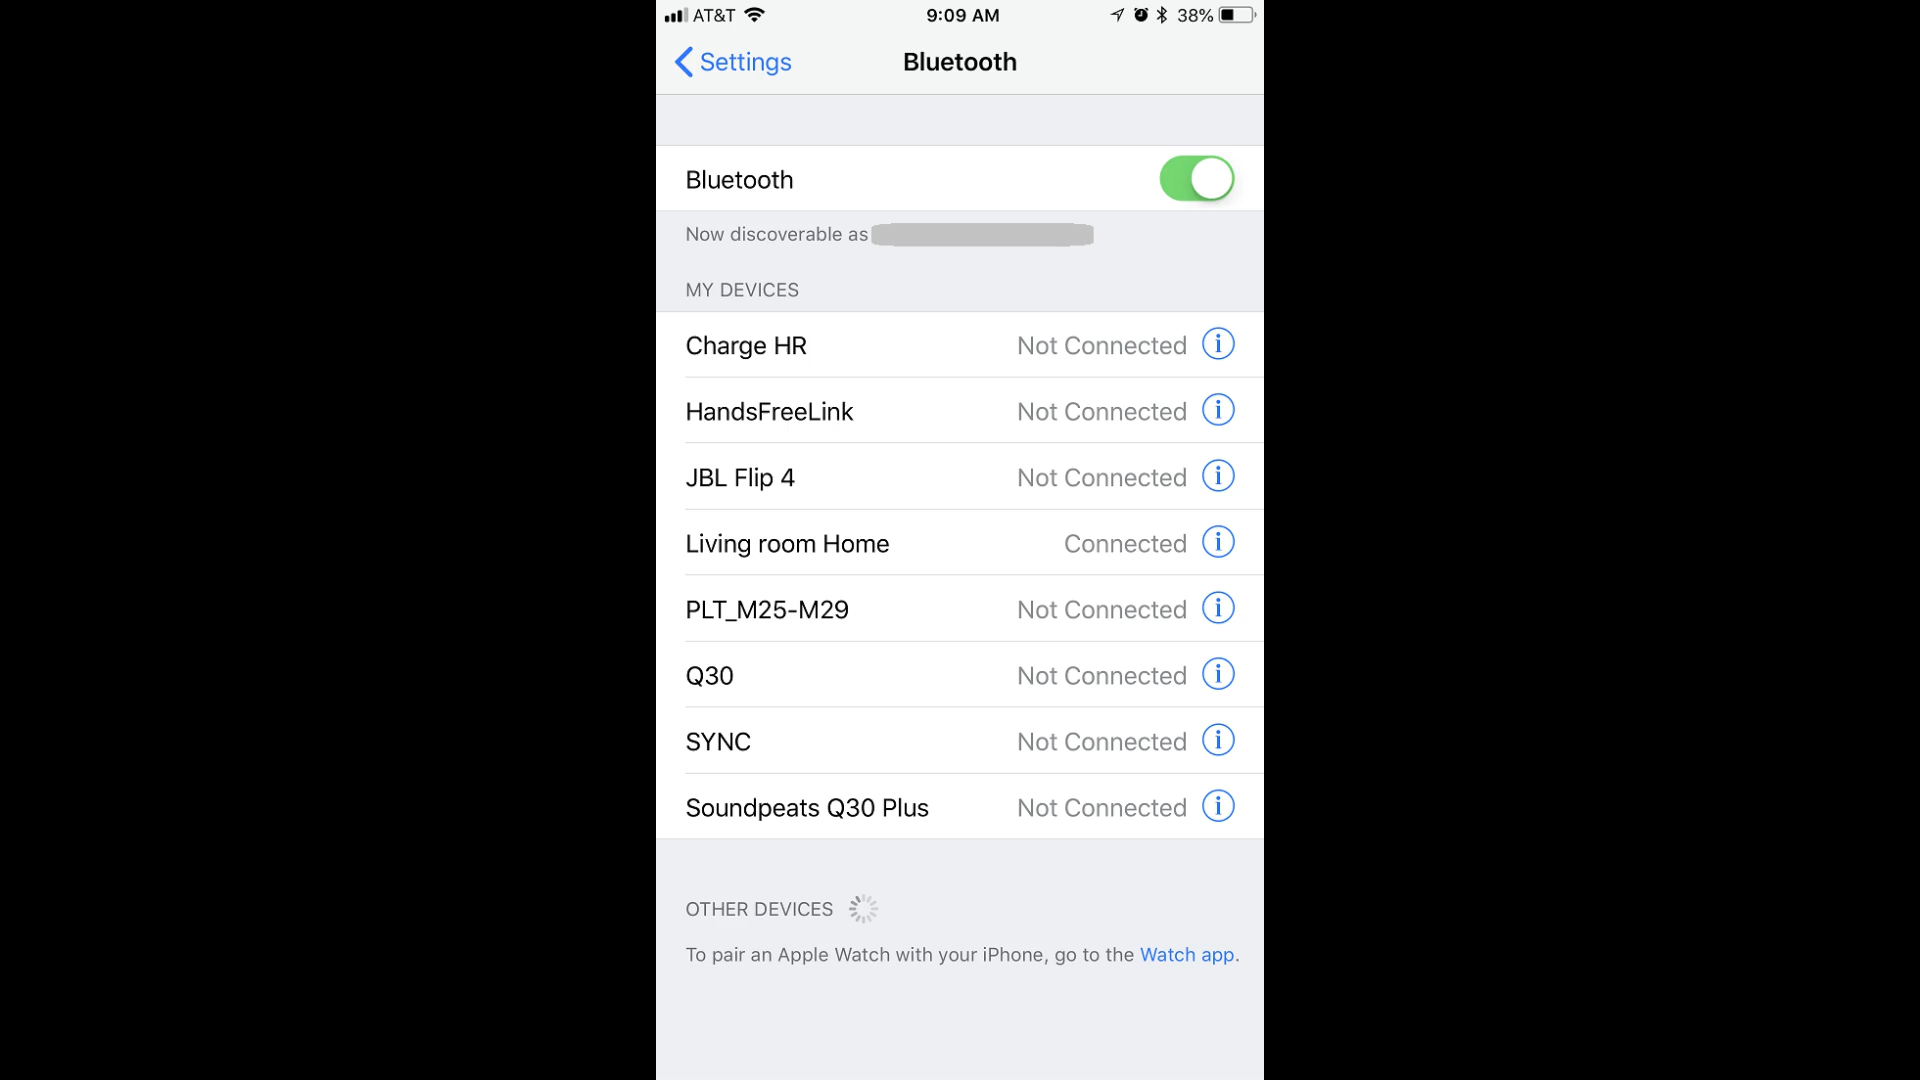 AT&T 9:09 AM 38%
Settings Bluetooth
Bluetooth
Now discoverable as
MY DEVICES
Charge HR Not Connected
HandsFreeLink Not Connected
JBL Flip 4 Not Connected
Living room Home Connected
PLT_M25-M29 Not Connected
Q30 Not Connected
SYNC Not Connected
Soundpeats Q30 Plus Not Connected
OTHER DEVICES
To pair an Apple Watch with your iPhone, go to the Watch app.